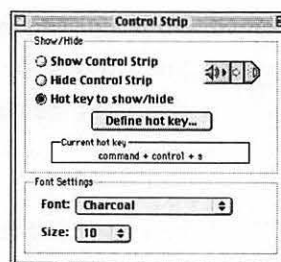 Control Strip
Show/Hide
Show Control Strip
Hide Control Strip
Hot key to show/hide
Define hot key...
Current hot key
command + control + s
Font Settings
Font: Charcoal
Size: 10